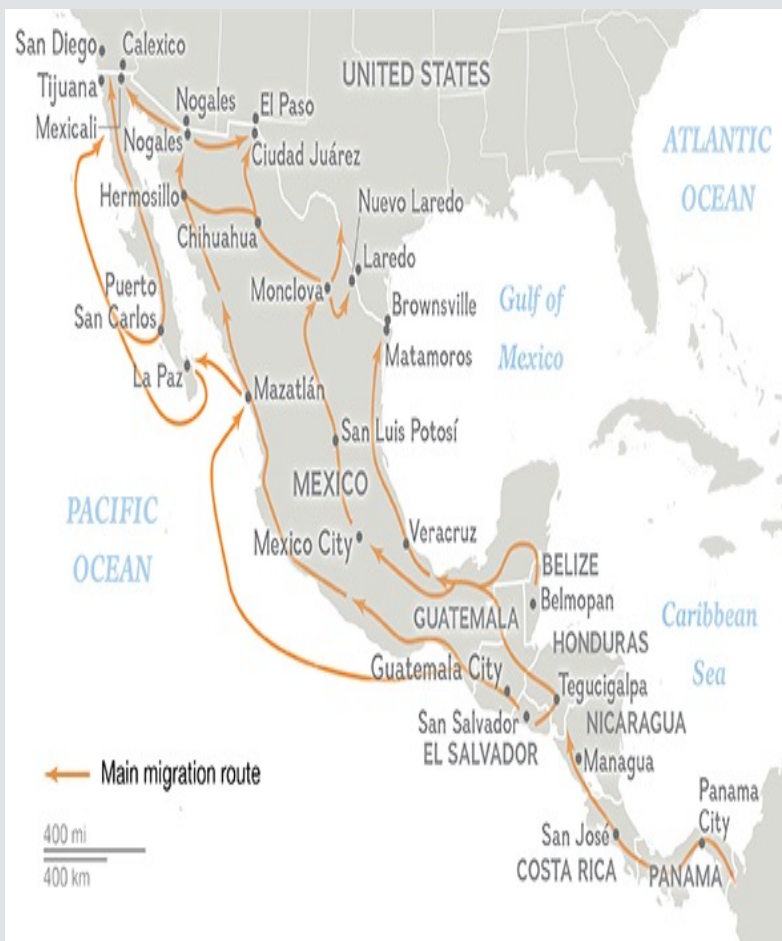 San Diego
Calexico
Tijuana
Mexicali
Nogales
Nogales
El Paso
Ciudad Juárez
UNITED STATES
ATLANTIC
OCEAN
Hermosillo
Chihuahua
Nuevo Laredo
Laredo
Monclova
Brownsville
Matamoros
Gulf of
Mexico
Puerto
San Carlos
La Paz
Mazatlán
San Luis Potosí
MEXICO
PACIFIC
OCEAN
Mexico City
Veracruz
BELIZE
Belmopan
GUATEMALA
HONDURAS
Caribbean
Sea
Guatemala City
Tegucigalpa
San Salvador
EL SALVADOR
NICARAGUA
Managua
Main migration route
Panama
City
San José
COSTA RICA
PANAMA
400 mi
400 km